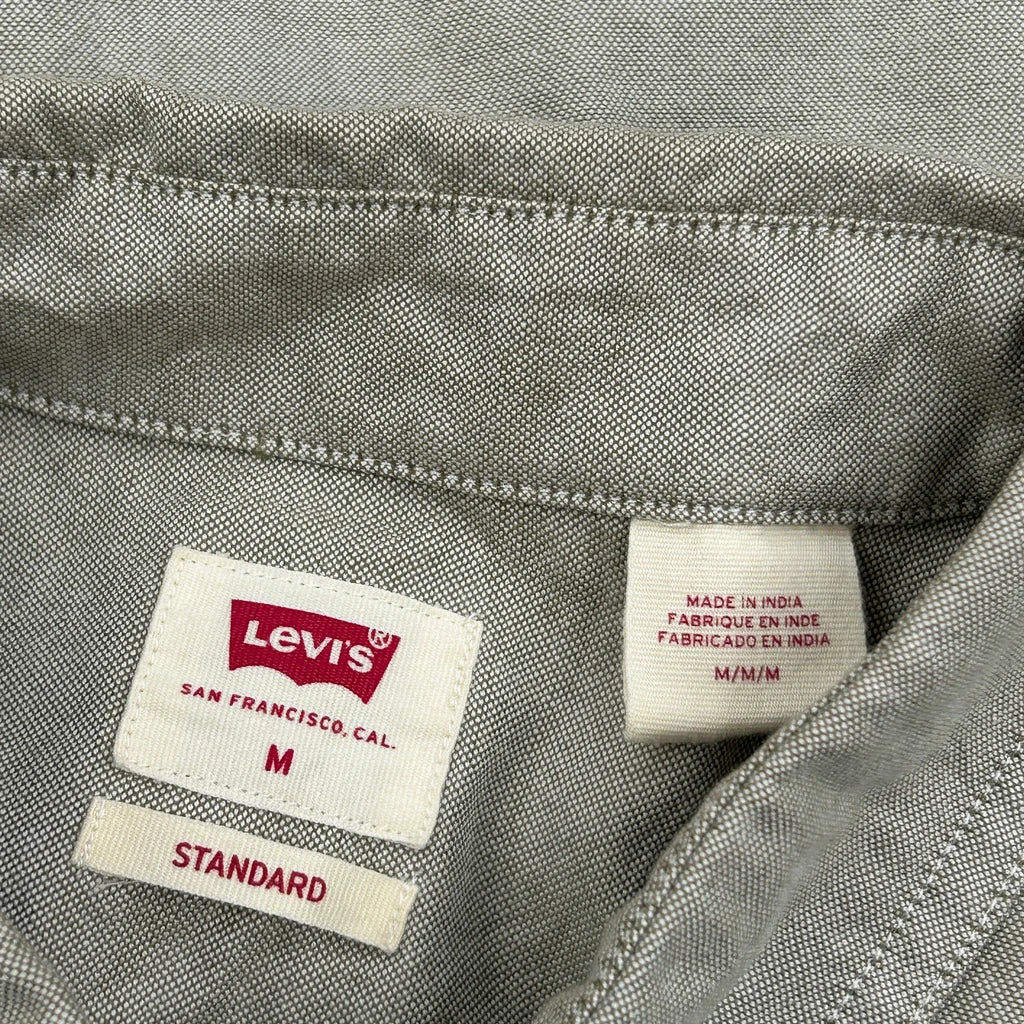 LEVI'S®
SAN FRANCISCO, CAL.
M
STANDARD
MADE IN INDIA
FABRIQUE EN INDE
FABRICADO EN INDIA
M/M/M